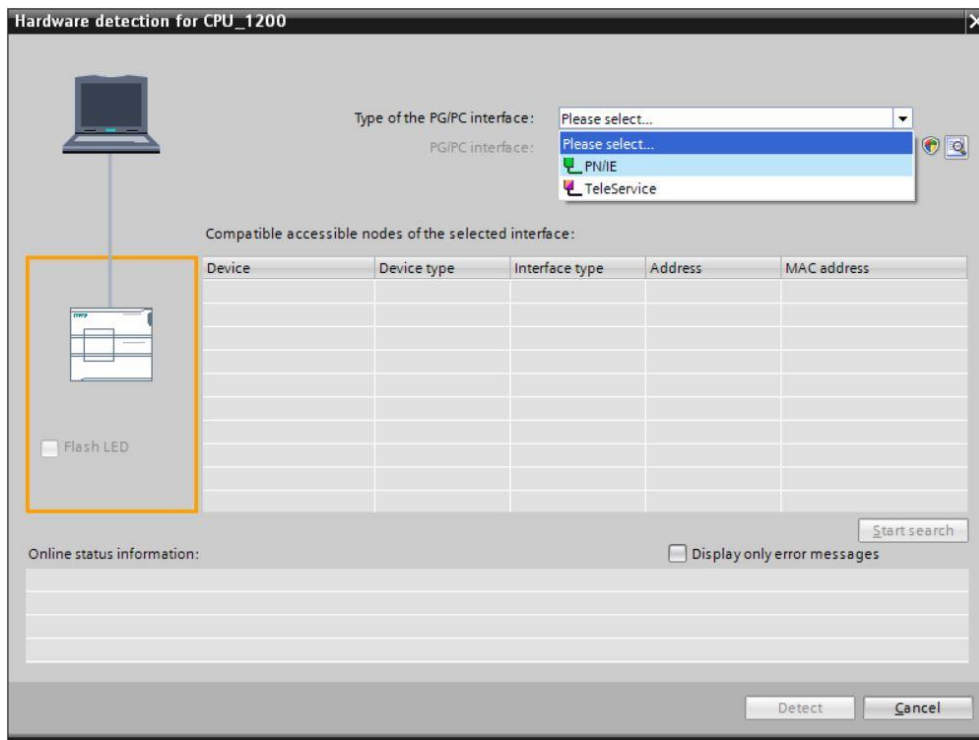 Hardware detection for CPU_1200
Type of the PG/PC interface: Please select...
PG/PC interface: Please select...
PN/IE
TeleService
Compatible accessible nodes of the selected interface:
Device Device type Interface type Address MAC address
Flash LED
Start search
Online status information: Display only error messages
Detect Cancel